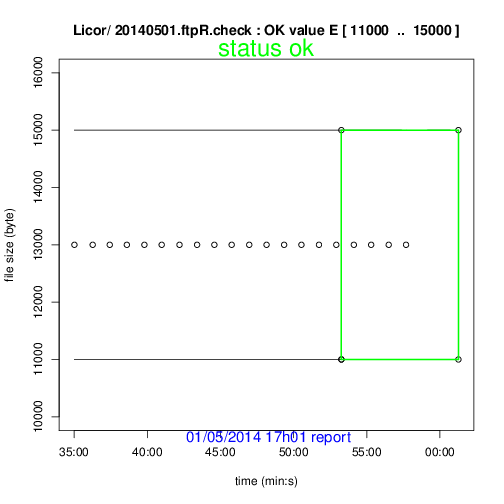 Licor/ 20140501.ftpR.check : OK value E [ 11000 .. 15000 ]
status ok
file size (byte)
16000
15000
14000
13000
12000
11000
10000
01/05/2014 17h01 report
35:00 40:00 45:00 50:00 55:00 00:00
time (min:s)